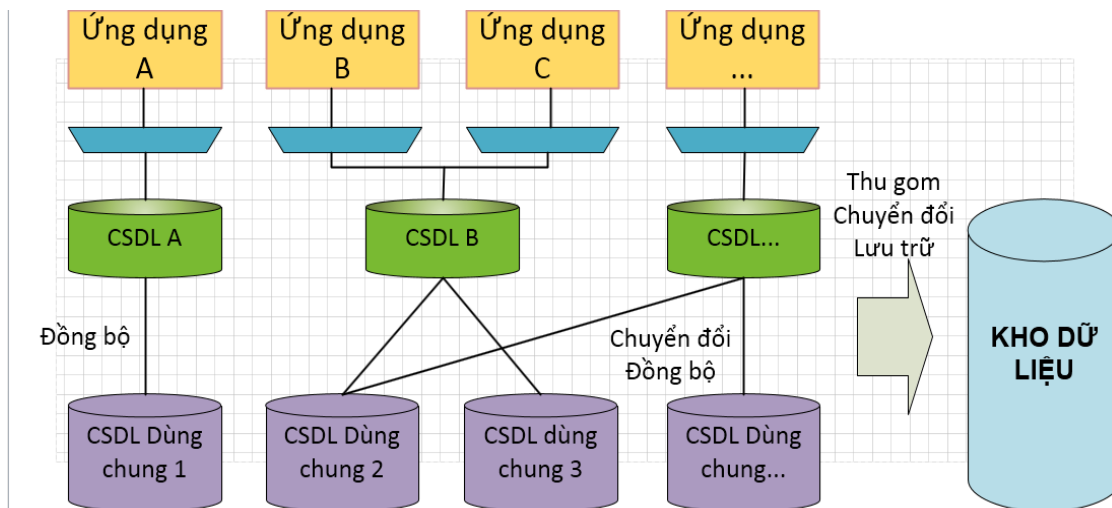 Ứng dụng
A
Ứng dụng
B
Ứng dụng
C
Ứng dụng
...
CSDL A
CSDL B
CSDL...
Thu gom
Chuyển đổi
Lưu trữ
KHO DỮ
LIỆU
Đồng bộ
Chuyển đổi
Đồng bộ
CSDL Dùng
chung 1
CSDL Dùng
chung 2
CSDL dùng
chung 3
CSDL Dùng
chung...